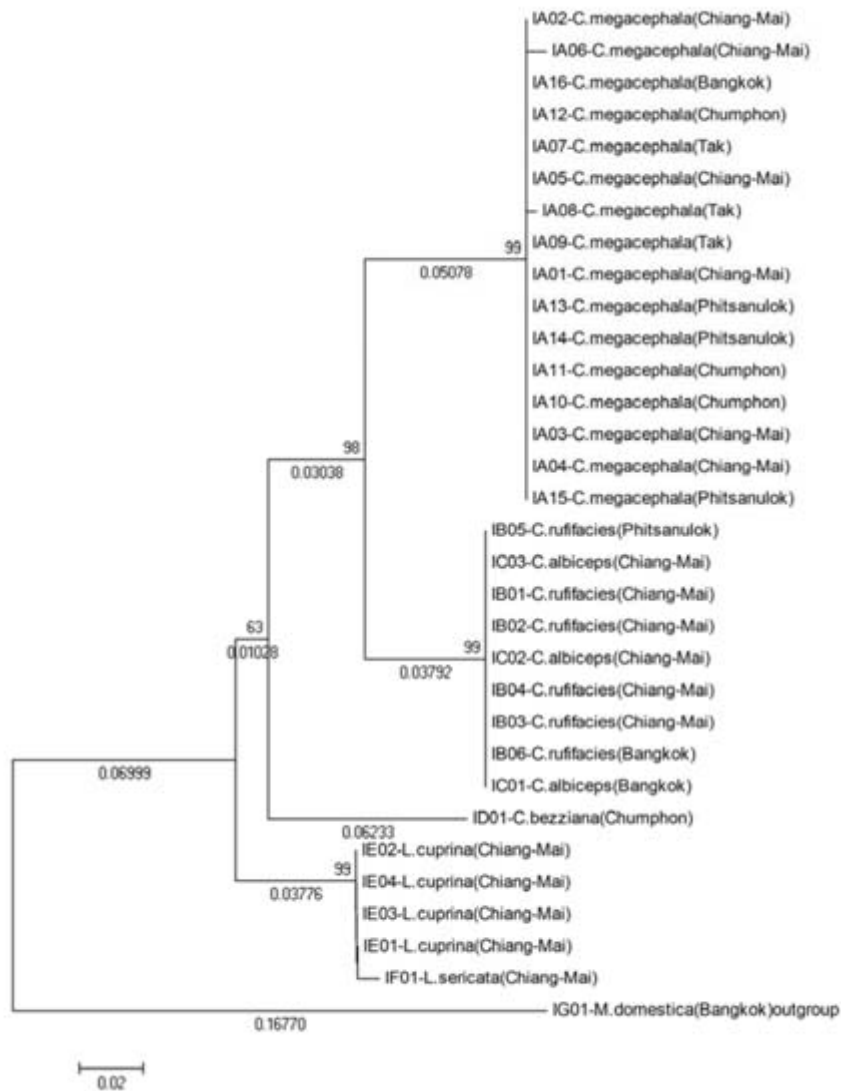 IA02-C.megacephala(Chiang-Mai)
IA06-C.megacephala(Chiang-Mai)
IA16-C.megacephala(Bangkok)
IA12-C.megacephala(Chumphon)
IA07-C.megacephala(Tak)
IA05-C.megacephala(Chiang-Mai)
IA08-C.megacephala(Tak)
99
IA09-C.megacephala(Tak)
0.05078
IA01-C.megacephala(Chiang-Mai)
IA13-C.megacephala(Phitsanulok)
IA14-C.megacephala(Phitsanulok)
IA11-C.megacephala(Chumphon)
IA10-C.megacephala(Chumphon)
98
IA03-C.megacephala(Chiang-Mai)
0.03038
IA04-C.megacephala(Chiang-Mai)
IA15-C.megacephala(Phitsanulok)
IB05-C.rufifacies(Phitsanulok)
IC03-C.albiceps(Chiang-Mai)
IB01-C.rufifacies(Chiang-Mai)
63
IB02-C.rufifacies(Chiang-Mai)
0.01028
99
IC02-C.albiceps(Chiang-Mai)
0.03792
IB04-C.rufifacies(Chiang-Mai)
IB03-C.rufifacies(Chiang-Mai)
IB06-C.rufifacies(Bangkok)
0.06999
IC01-C.albiceps(Bangkok)
ID01-C.bezziana(Chumphon)
0.06233
IE02-L.cuprina(Chiang-Mai)
99
IE04-L.cuprina(Chiang-Mai)
0.03776
IE03-L.cuprina(Chiang-Mai)
IE01-L.cuprina(Chiang-Mai)
IF01-L.sericata(Chiang-Mai)
IG01-M.domestica(Bangkok)outgroup
0.16770
0.02